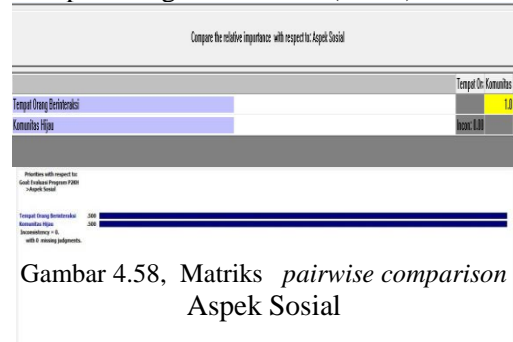 Compare the relative importance with respect to: Aspek Sosial
Tempat Or Komunitas
Tempat Orang Berinteraksi 1.0
Komunitas Hijau Incon: 0.00
Priorities with respect to:
Goal: Evaluasi Program P2KH
>Aspek Sosial
Tempat Orang Berinteraksi .500
Komunitas Hijau .500
Inconsistency = 0.
with 0 missing judgments.
Gambar 4.58, Matriks pairwise comparison
Aspek Sosial